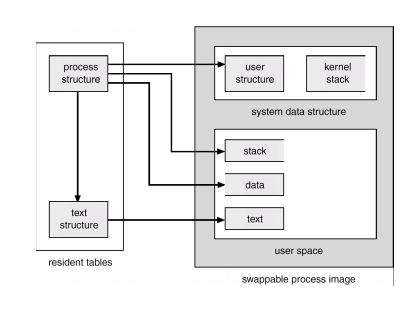 process
structure
user
structure
kernel
stack
system data structure
stack
data
text
structure
text
user space
resident tables
swappable process image